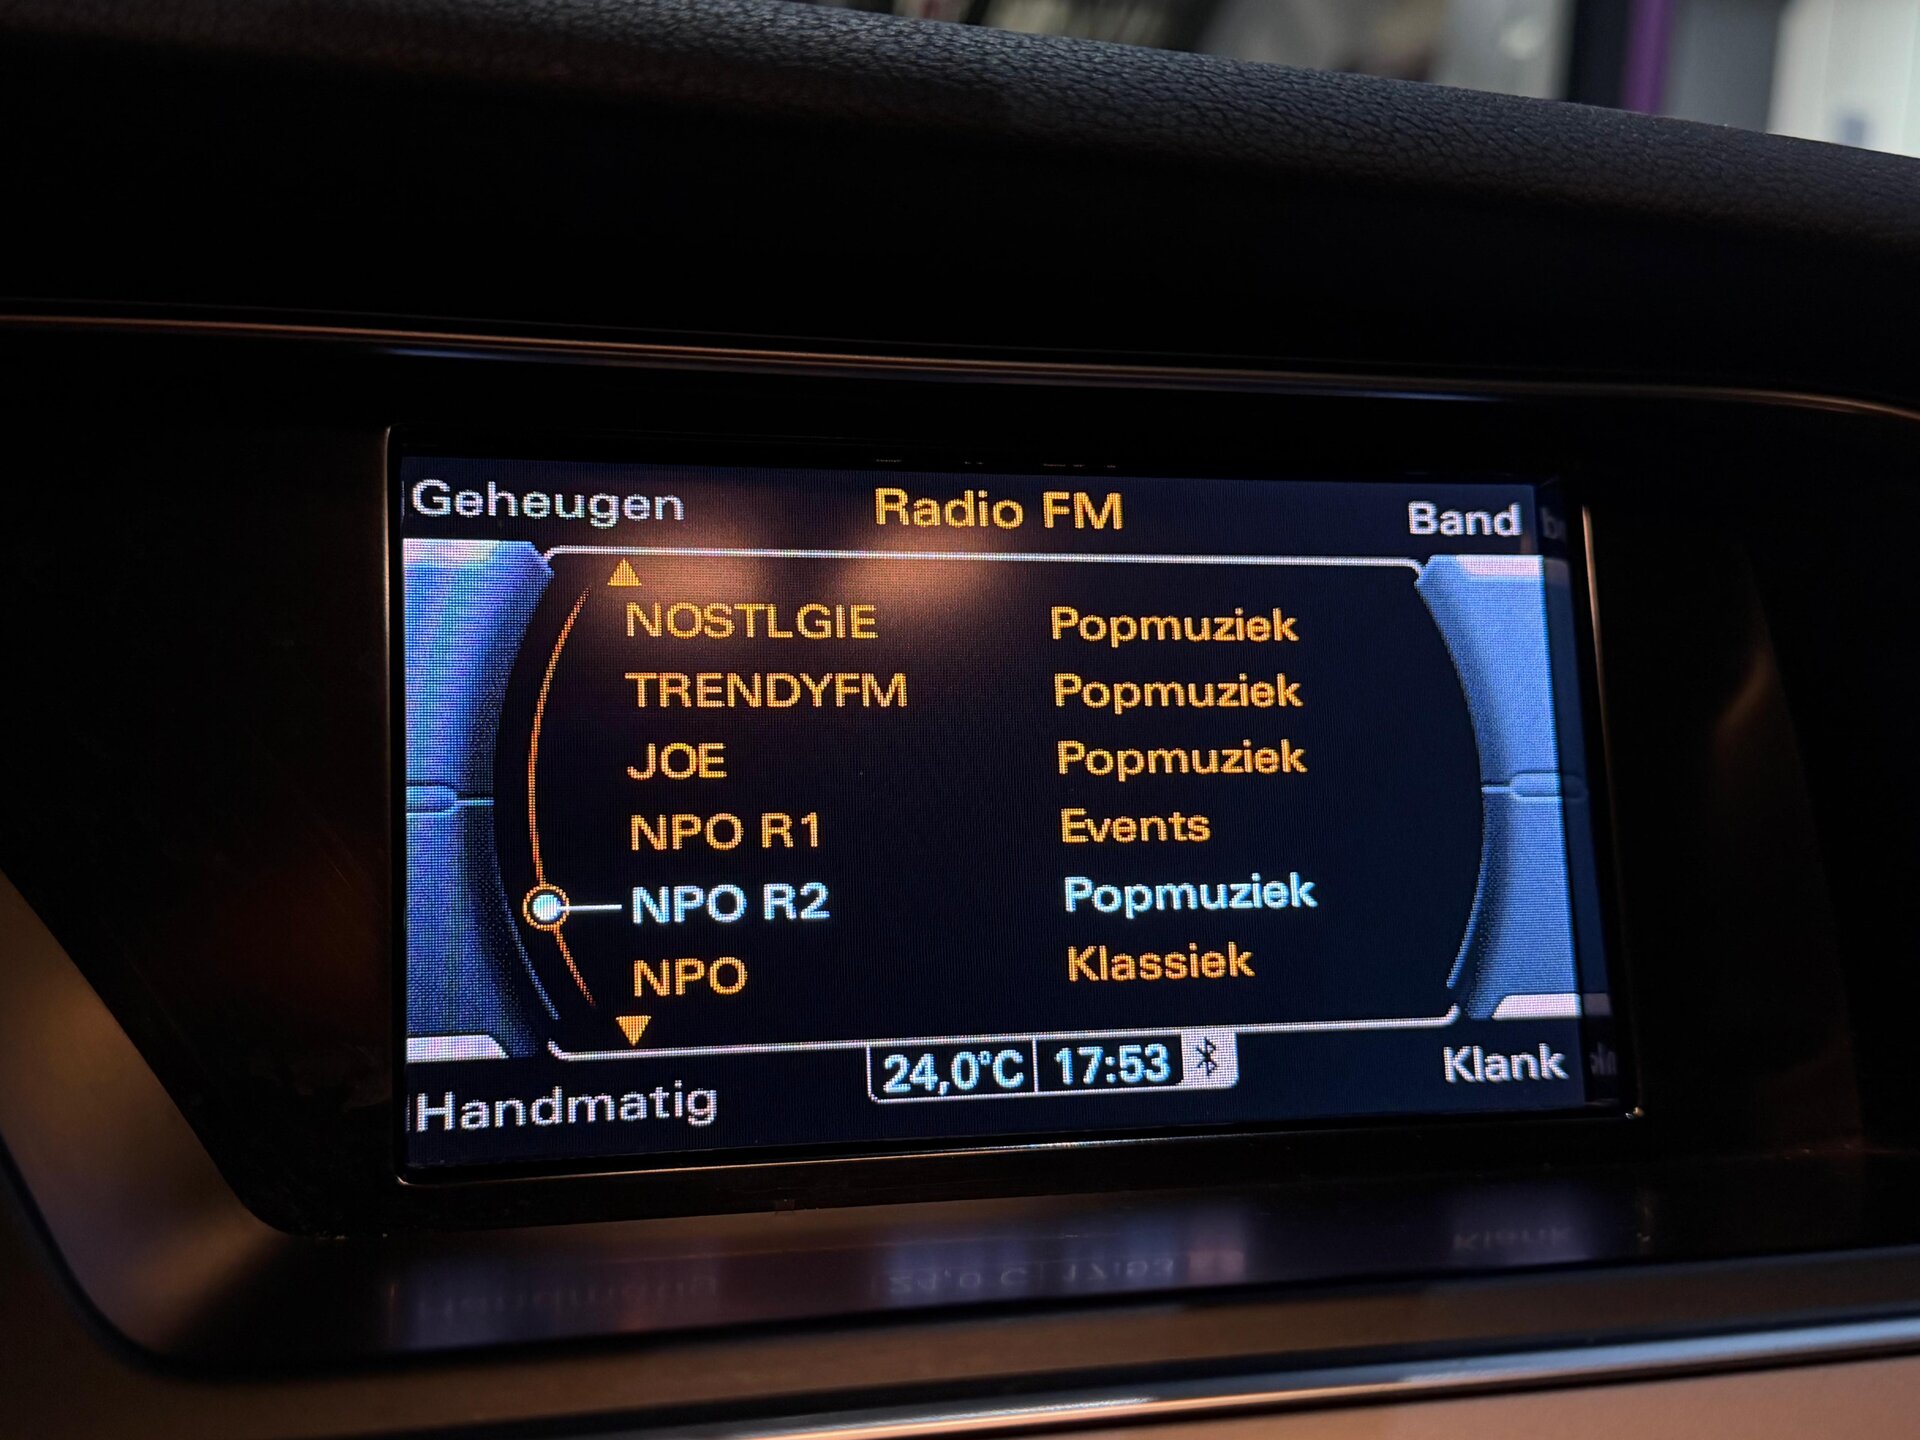 Geheugen Radio FM Band
NOSTLGIE Popmuziek
TRENDYFM Popmuziek
JOE Popmuziek
NPO R1 Events
NPO R2 Popmuziek
NPO Klassiek
24,0°C 17:53
Handmatig Klank